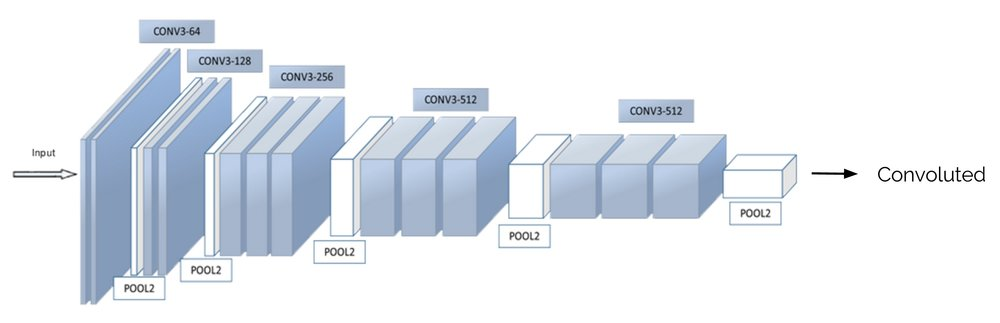 CONV3-64
CONV3-128
CONV3-256
CONV3-512
CONV3-512
Input
Convoluted
POOL2
POOL2
POOL2
POOL2
POOL2